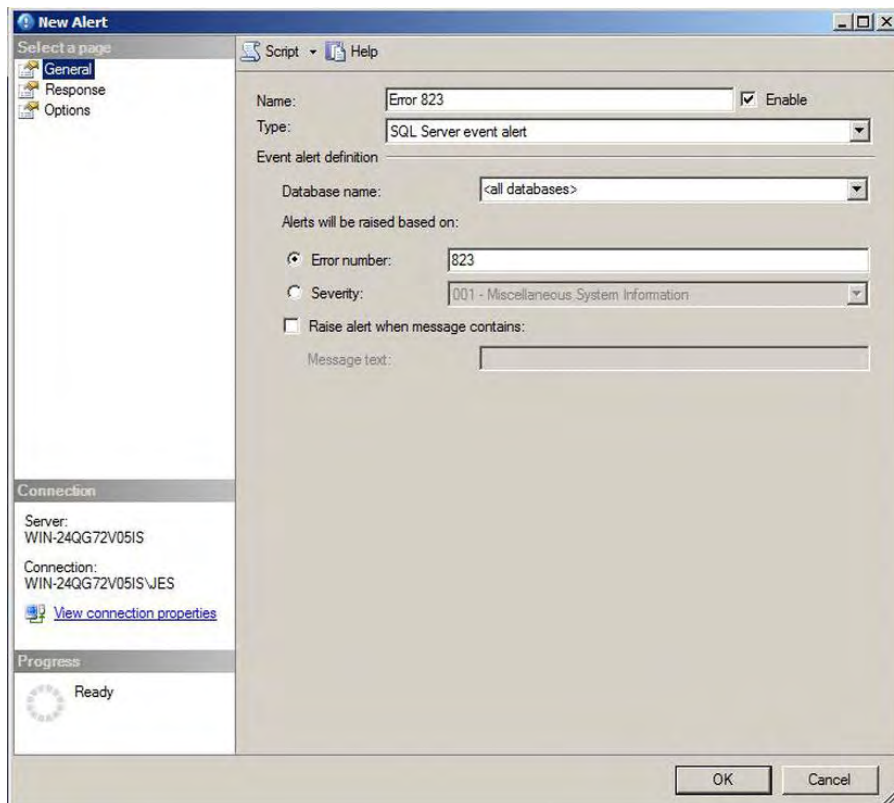 New Alert
Select a page
General
Response
Options
Script Help
Name: Error 823 Enable
Type: SQL Server event alert
Event alert definition
Database name: <all databases>
Alerts will be raised based on:
Error number: 823
Severity: 001 - Miscellaneous System Information
Raise alert when message contains:
Message text:
Connection
Server:
WIN-24QG72V05IS
Connection:
WIN-24QG72V05IS\JES
View connection properties
Progress
Ready
OK Cancel